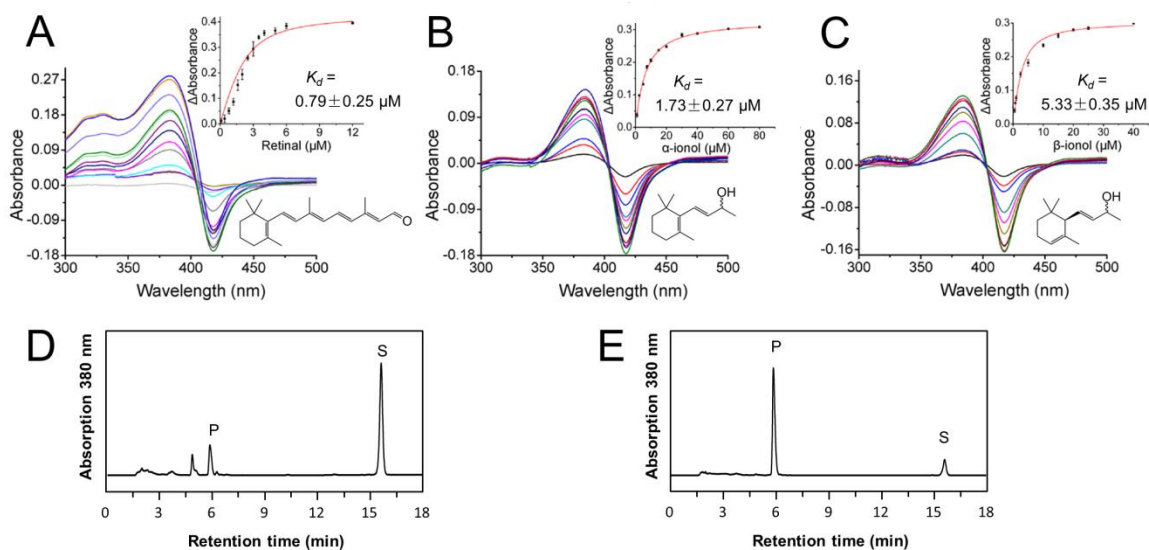 A
0.4
0.3
0.2
0.1
0.0
ΔAbsorbance
K_d =
0.79±0.25 μM
0 3 6 9 12
Retinal (μM)
0.27
0.18
0.09
0.00
-0.09
-0.18
Absorbance
O
300 350 400 450 500
Wavelength (nm)
B
0.3
0.2
0.1
0.0
ΔAbsorbance
K_d =
1.73±0.27 μM
0 20 40 60 80
α-ionol (μM)
0.18
0.09
0.00
-0.09
-0.18
Absorbance
OH
300 350 400 450 500
Wavelength (nm)
C
0.3
0.2
0.1
0.0
ΔAbsorbance
K_d =
5.33±0.35 μM
0 10 20 30 40
β-ionol (μM)
0.16
0.08
0.00
-0.08
-0.16
Absorbance
OH
300 350 400 450 500
Wavelength (nm)
D
Absorption 380 nm
P
S
0 3 6 9 12 15 18
Retention time (min)
E
Absorption 380 nm
P
S
0 3 6 9 12 15 18
Retention time (min)